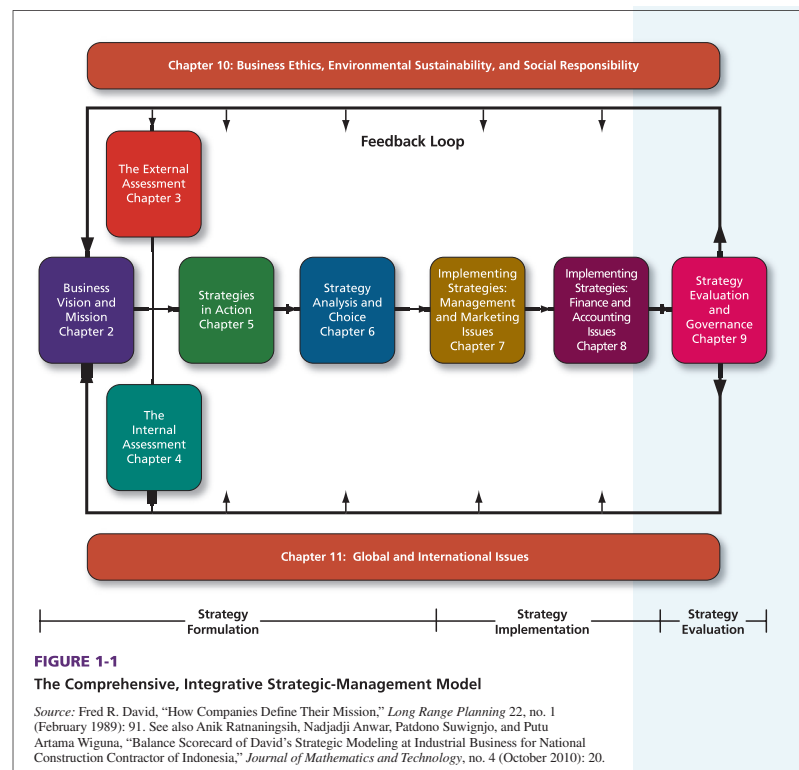 Chapter 10: Business Ethics, Environmental Sustainability, and Social Responsibility
Feedback Loop
The External
Assessment
Chapter 3
Business
Vision and
Mission
Chapter 2
Strategies
in Action
Chapter 5
Strategy
Analysis and
Choice
Chapter 6
Implementing
Strategies:
Management
and Marketing
Issues
Chapter 7
Implementing
Strategies:
Finance and
Accounting
Issues
Chapter 8
Strategy
Evaluation
and
Governance
Chapter 9
The
Internal
Assessment
Chapter 4
Chapter 11: Global and International Issues
Strategy
Formulation
Strategy
Implementation
Strategy
Evaluation
FIGURE 1-1
The Comprehensive, Integrative Strategic-Management Model
Source: Fred R. David, “How Companies Define Their Mission,” Long Range Planning 22, no. 1
(February 1989): 91. See also Anik Ratnaningsih, Nadjadji Anwar, Patdono Suwignjo, and Putu
Artama Wiguna, “Balance Scorecard of David’s Strategic Modeling at Industrial Business for National
Construction Contractor of Indonesia,” Journal of Mathematics and Technology, no. 4 (October 2010): 20.